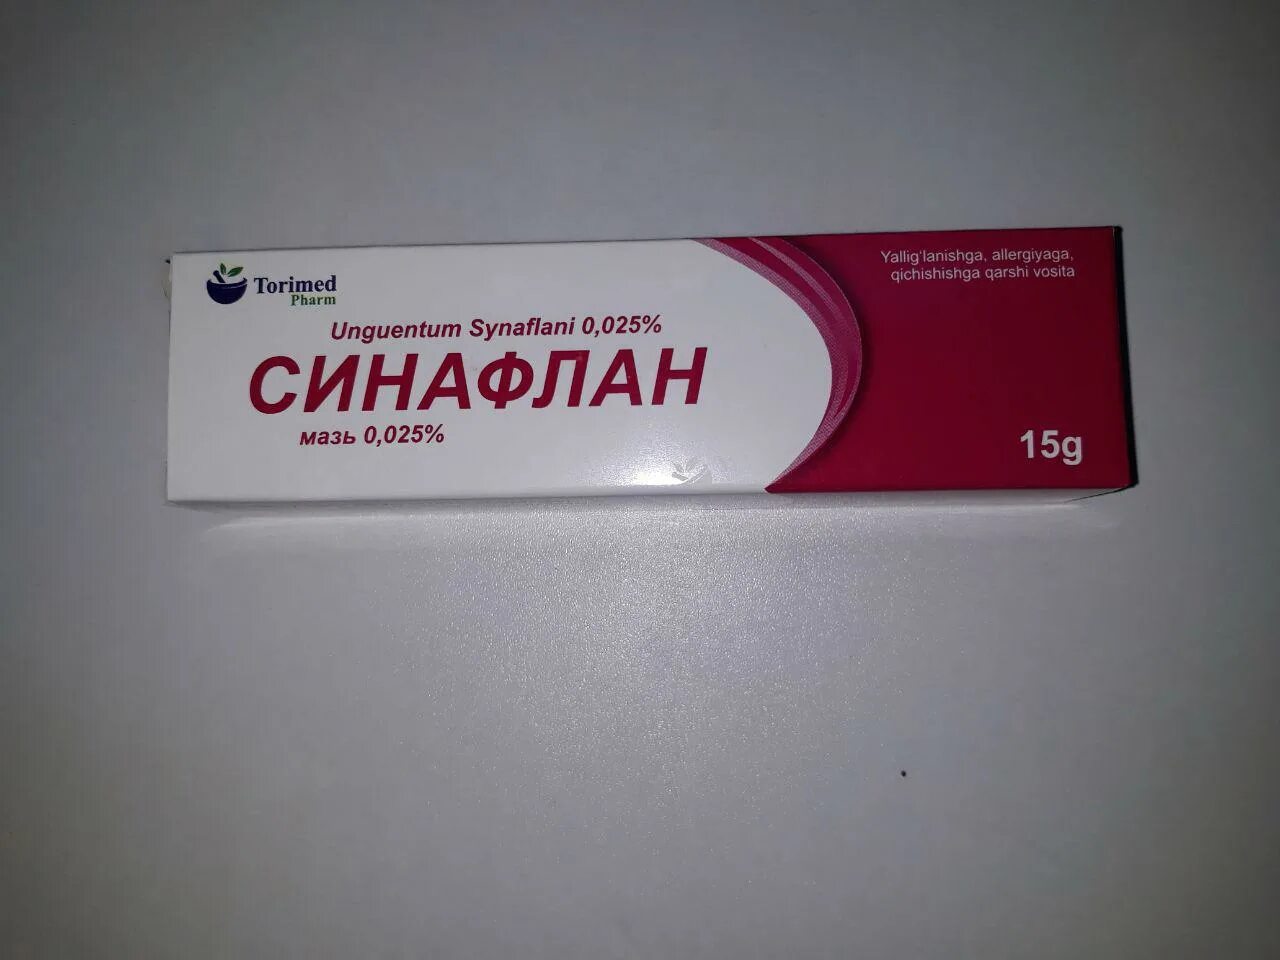 Torimed
Pharm
Unguentum Synaflani 0,025%
СИНАФЛАН
мазь 0,025%
Yallig'lanishga, allergiyaga,
qichishishga qarshi vosita
15g